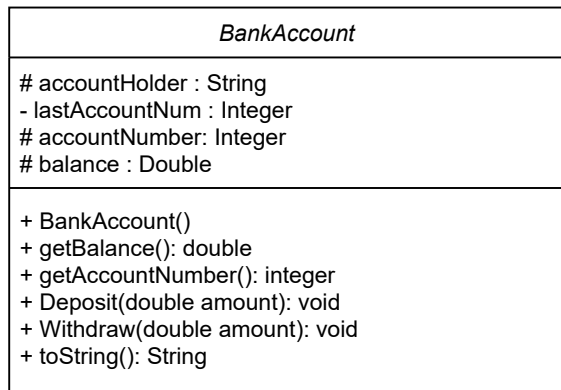 BankAccount
# accountHolder : String
- lastAccountNum : Integer
# accountNumber: Integer
# balance : Double
+ BankAccount()
+ getBalance(): double
+ getAccountNumber(): integer
+ Deposit(double amount): void
+ Withdraw(double amount): void
+ toString(): String